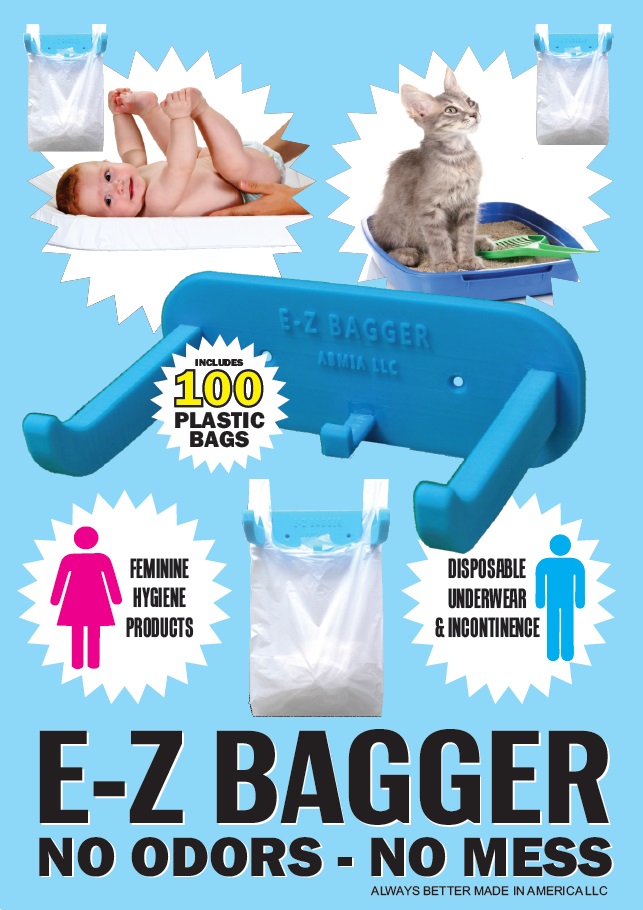 E-Z BAGGER
ABMIA LLC
INCLUDES
100
PLASTIC
BAGS
E-Z BAGGER
FEMININE
HYGIENE
PRODUCTS
DISPOSABLE
UNDERWEAR
& INCONTINENCE
E-Z BAGGER
NO ODORS - NO MESS
ALWAYS BETTER MADE IN AMERICA LLC